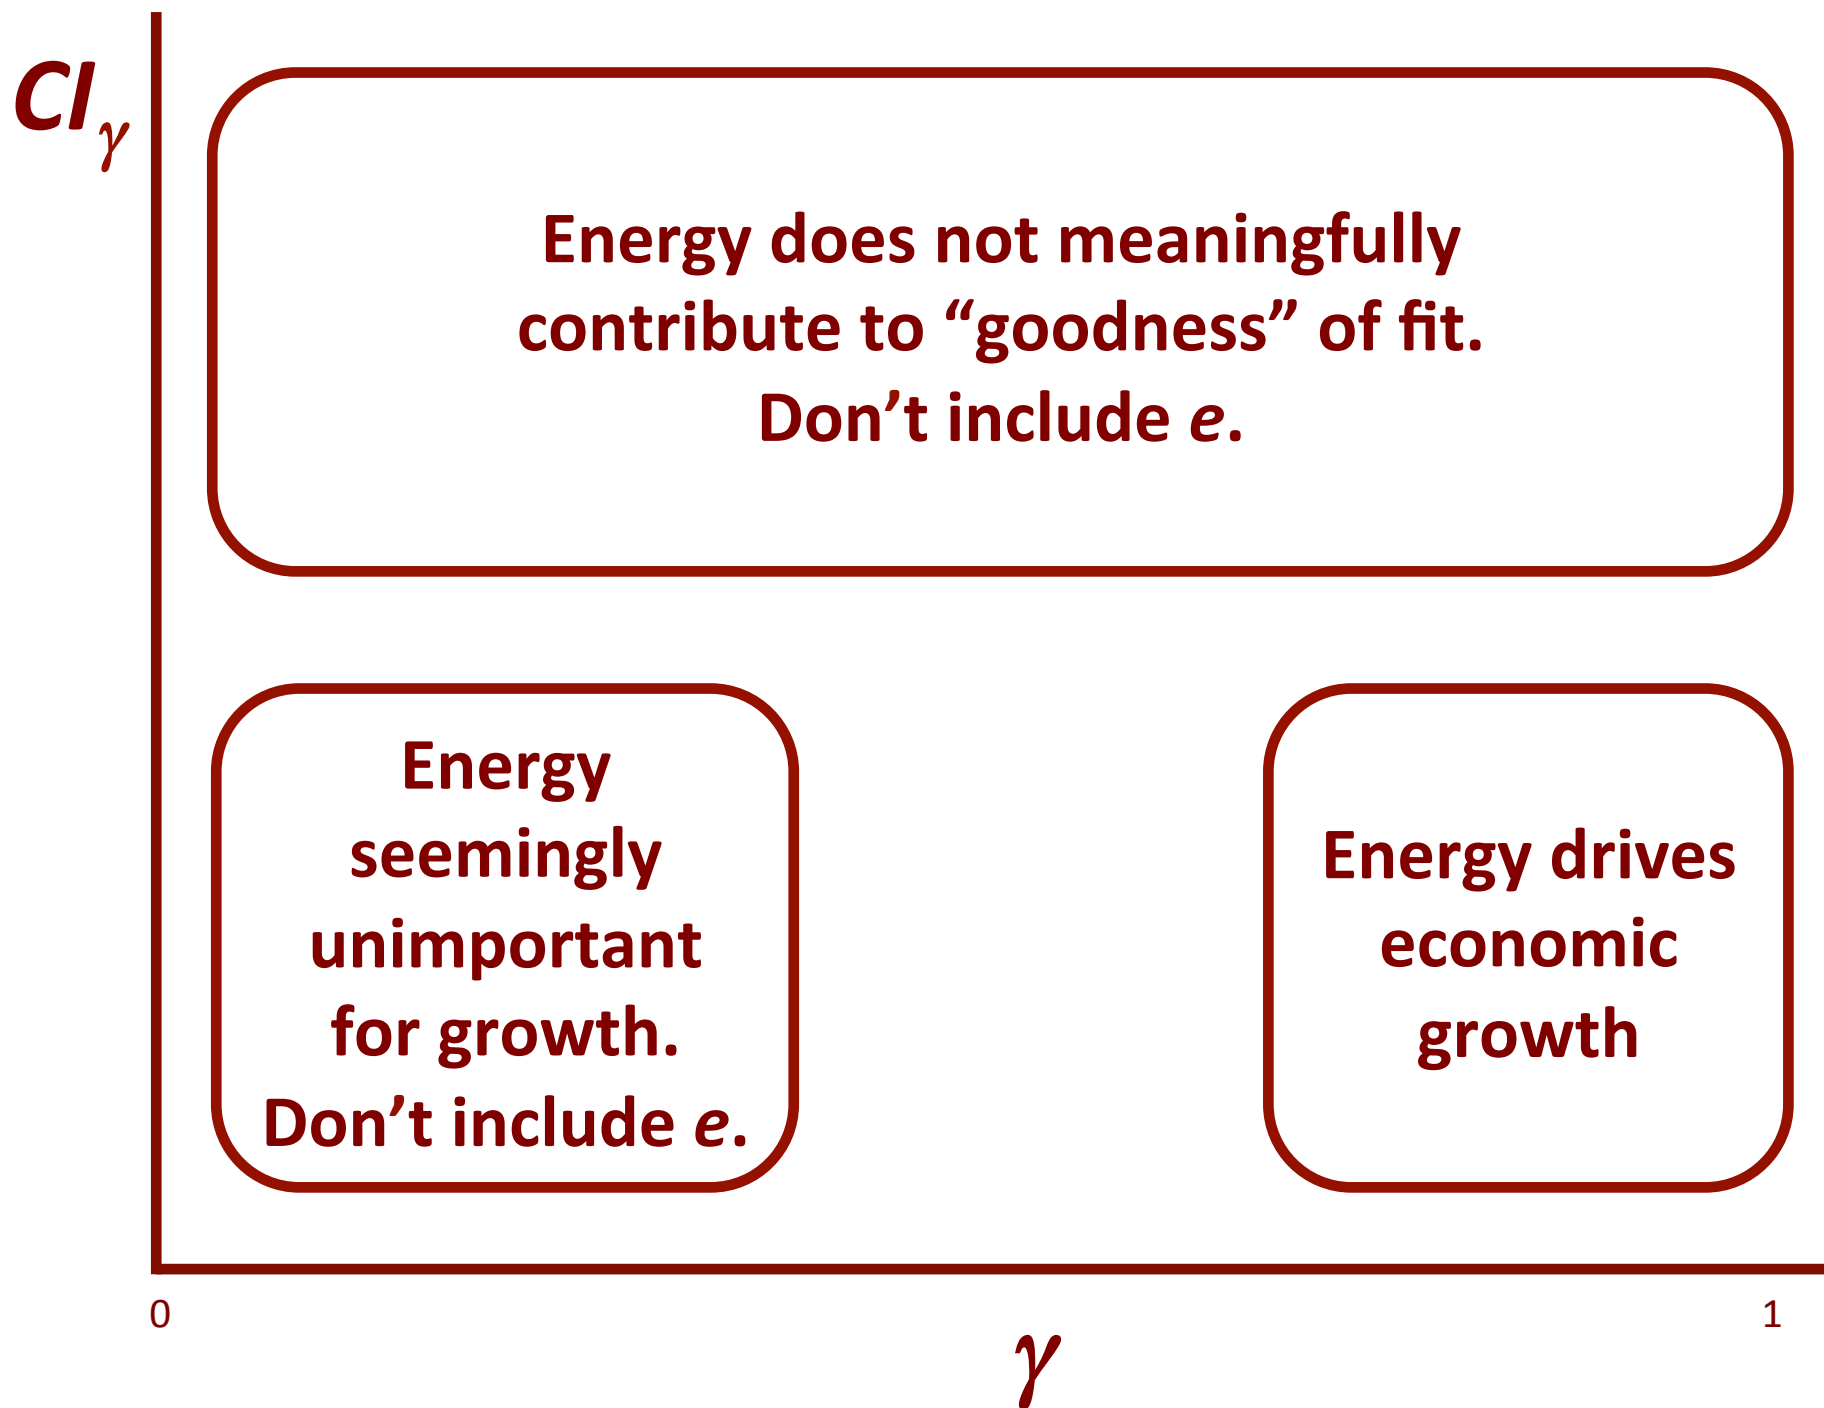 CIγ
Energy does not meaningfully
contribute to “goodness” of fit.
Don’t include e.
Energy
seemingly
unimportant
for growth.
Don’t include e.
Energy drives
economic
growth
0
1
γ